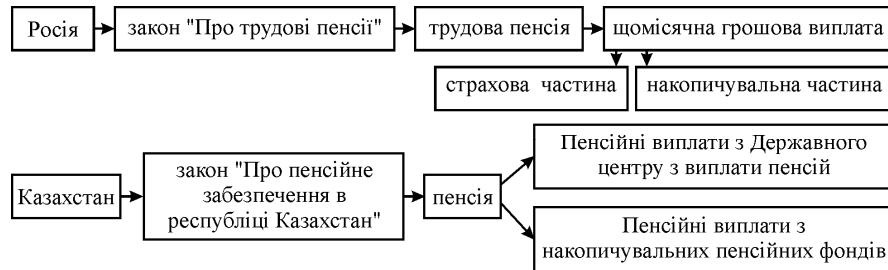 Росія
закон "Про трудові пенсії"
трудова пенсія
щомісячна грошова виплата
страхова частина
накопичувальна частина
Казахстан
закон "Про пенсійне
забезпечення в
республіці Казахстан"
пенсія
Пенсійні виплати з Державного
центру з виплати пенсій
Пенсійні виплати з
накопичувальних пенсійних фондів